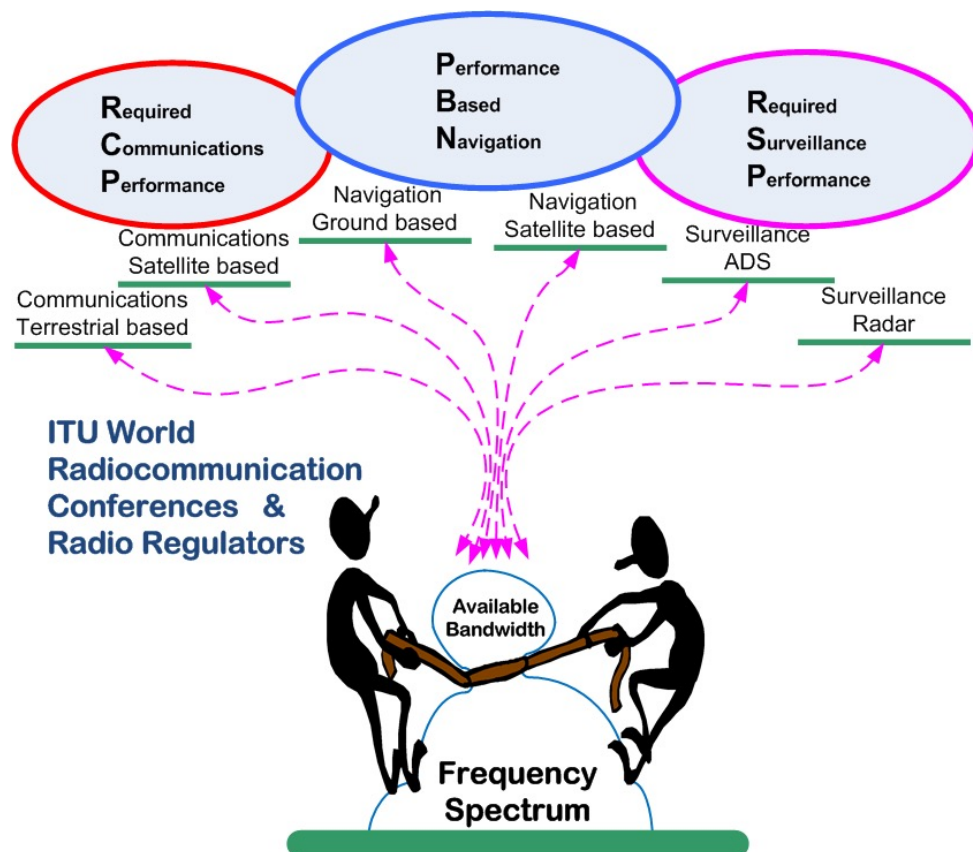 Required
Communications
Performance
Performance
Based
Navigation
Required
Surveillance
Performance
Communications
Terrestrial based
Communications
Satellite based
Navigation
Ground based
Navigation
Satellite based
Surveillance
ADS
Surveillance
Radar
ITU World
Radiocommunication
Conferences &
Radio Regulators
Available
Bandwidth
Frequency
Spectrum